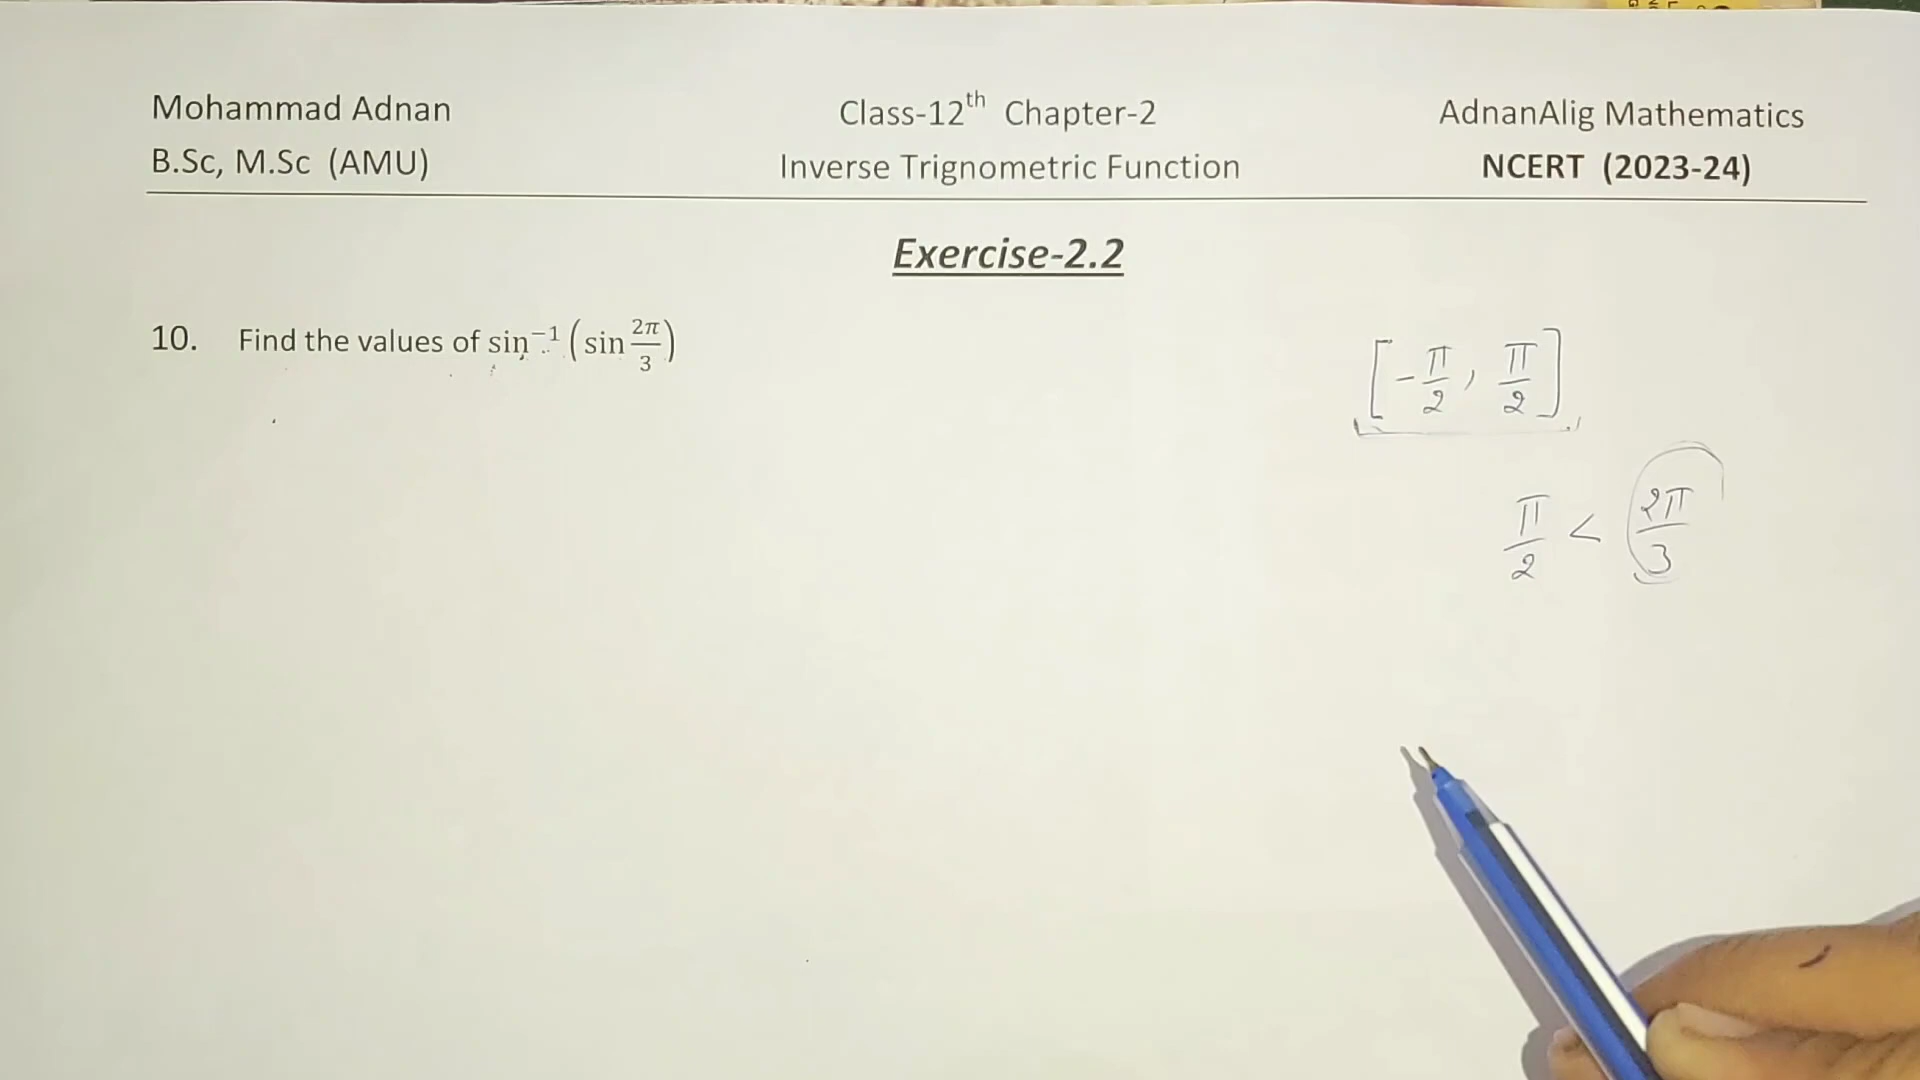 Mohammad Adnan
Class-12th Chapter-2
AdnanAlig Mathematics
B.Sc, M.Sc (AMU)
Inverse Trignometric Function
NCERT (2023-24)
Exercise-2.2
10. Find the values of sin⁻¹ (sin 2π/3)
[-π/2, π/2]
π/2 < 2π/3